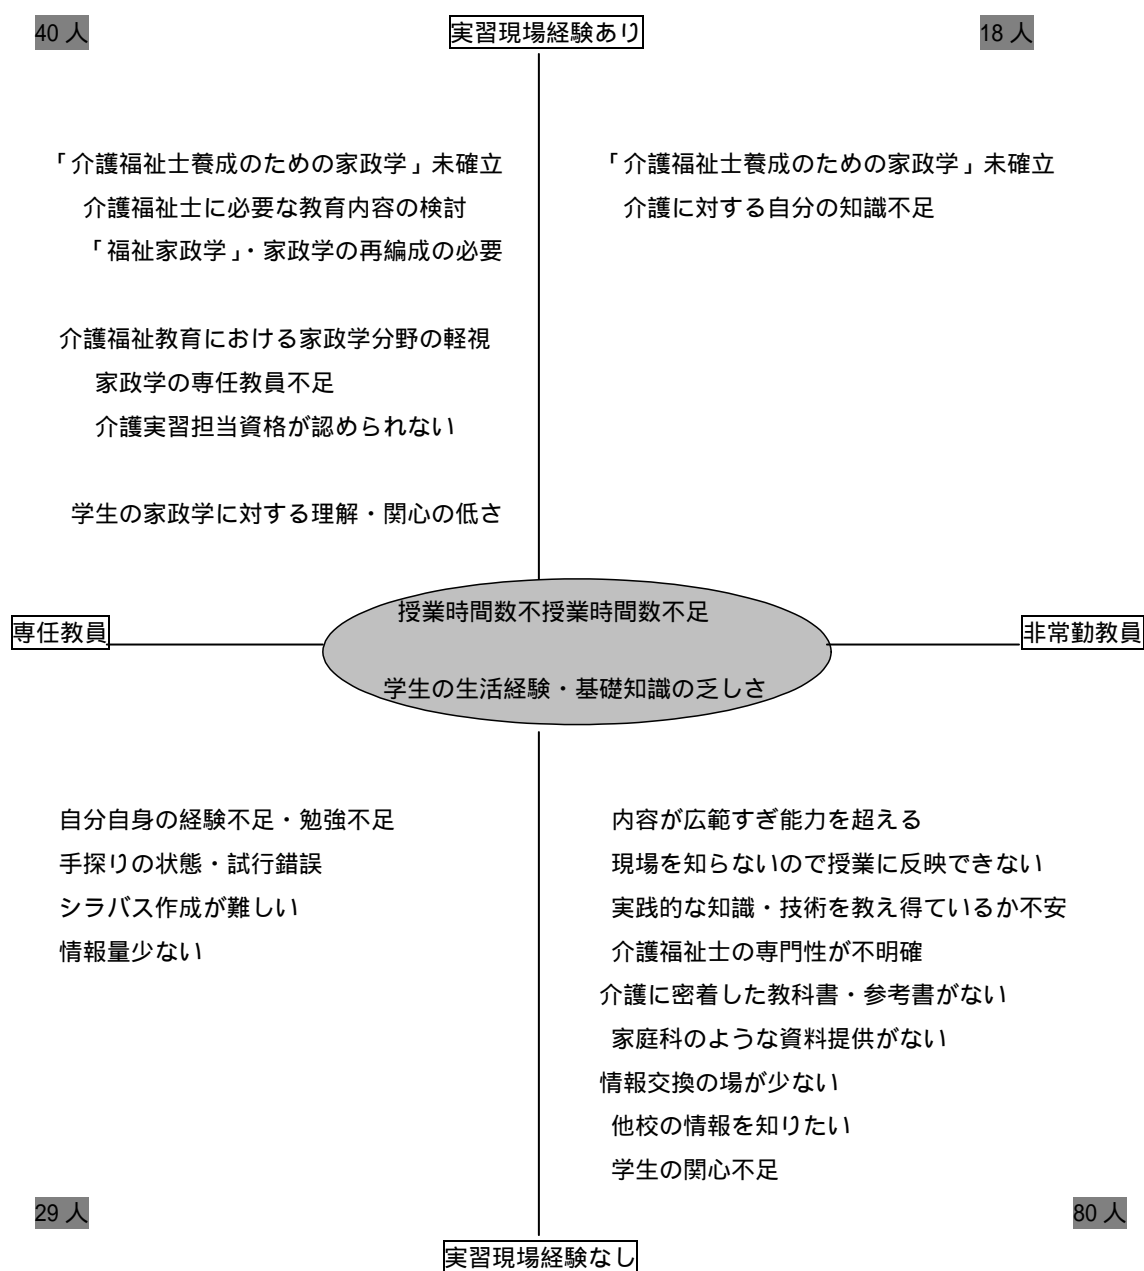 40 人
実習現場経験あり
18 人
「介護福祉士養成のための家政学」未確立
介護福祉士に必要な教育内容の検討
「福祉家政学」・家政学の再編成の必要
介護福祉教育における家政学分野の軽視
家政学の専任教員不足
介護実習担当資格が認められない
学生の家政学に対する理解・関心の低さ
「介護福祉士養成のための家政学」未確立
介護に対する自分の知識不足
専任教員
授業時間数不授業時間数不足
学生の生活経験・基礎知識の乏しさ
非常勤教員
自分自身の経験不足・勉強不足
手探りの状態・試行錯誤
シラバス作成が難しい
情報量少ない
内容が広範すぎ能力を超える
現場を知らないので授業に反映できない
実践的な知識・技術を教え得ているか不安
介護福祉士の専門性が不明確
介護に密着した教科書・参考書がない
家庭科のような資料提供がない
情報交換の場が少ない
他校の情報を知りたい
学生の関心不足
29 人
80 人
実習現場経験なし